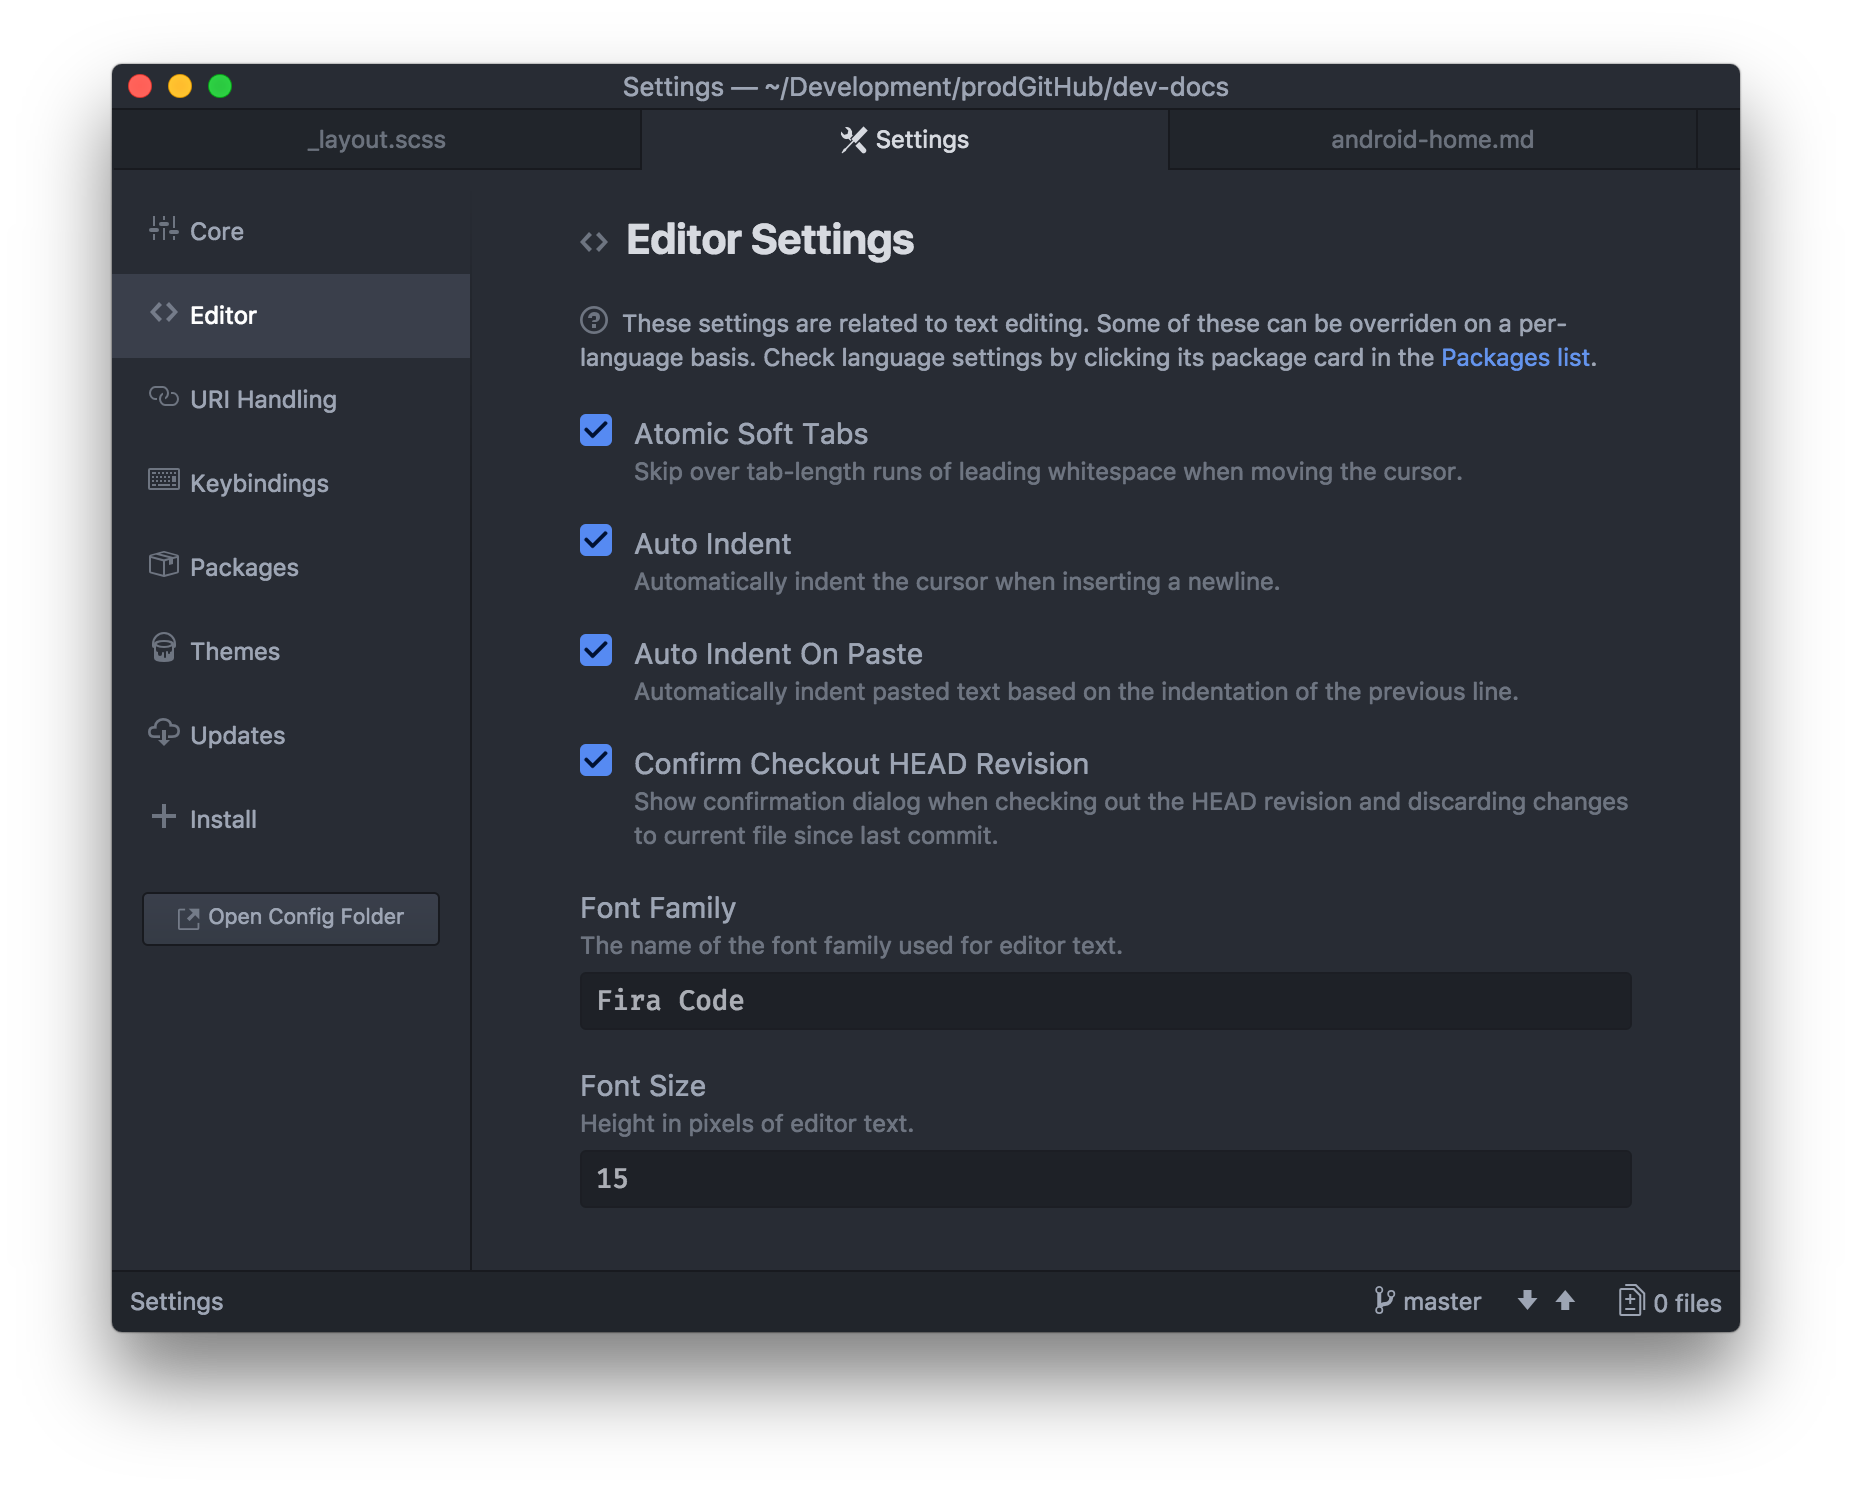 Settings — ~/Development/prodGitHub/dev-docs
_layout.scss
Settings
android-home.md
Core
Editor
URI Handling
Keybindings
Packages
Themes
Updates
Install
Open Config Folder
Editor Settings
These settings are related to text editing. Some of these can be overriden on a per-
language basis. Check language settings by clicking its package card in the Packages list.
Atomic Soft Tabs
Skip over tab-length runs of leading whitespace when moving the cursor.
Auto Indent
Automatically indent the cursor when inserting a newline.
Auto Indent On Paste
Automatically indent pasted text based on the indentation of the previous line.
Confirm Checkout HEAD Revision
Show confirmation dialog when checking out the HEAD revision and discarding changes
to current file since last commit.
Font Family
The name of the font family used for editor text.
Fira Code
Font Size
Height in pixels of editor text.
15
Settings
master
0 files